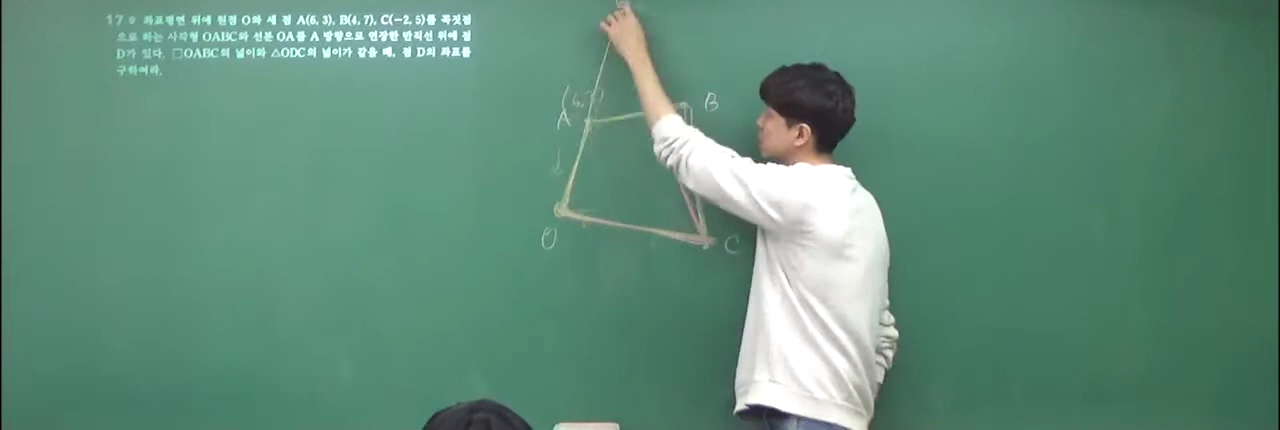 17 좌표평면 위에 원점 O와 세 점 A(6, 3), B(4, 7), C(−2, 5)를 꼭짓점
으로 하는 사각형 OABC와 선분 OA를 A 방향으로 연장한 반직선 위에 점
D가 있다. □OABC의 넓이와 △ODC의 넓이가 같을 때, 점 D의 좌표를
구하여라.
A
B
O
C